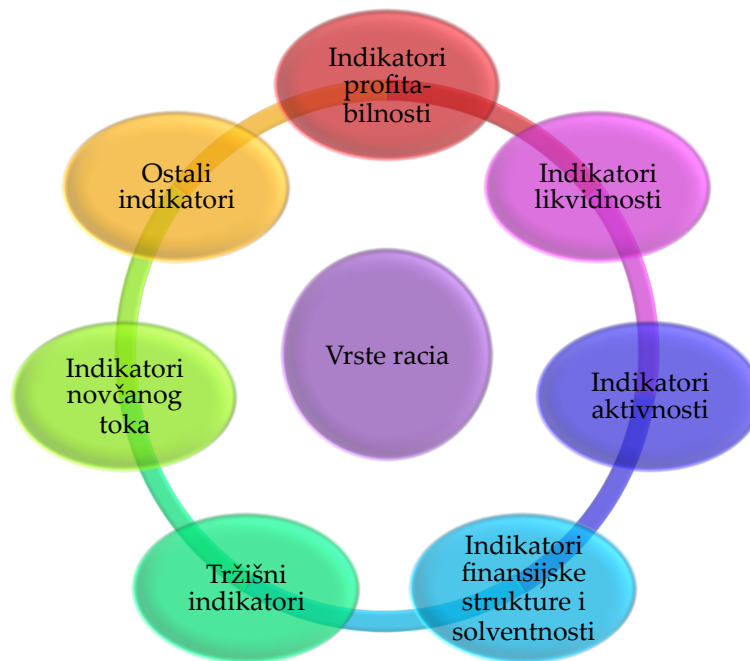 Indikatori
profita-
bilnosti
Indikatori
likvidnosti
Indikatori
aktivnosti
Indikatori
finansijske
strukture i
solventnosti
Tržišni
indikatori
Indikatori
novčanog
toka
Ostali
indikatori
Vrste racia